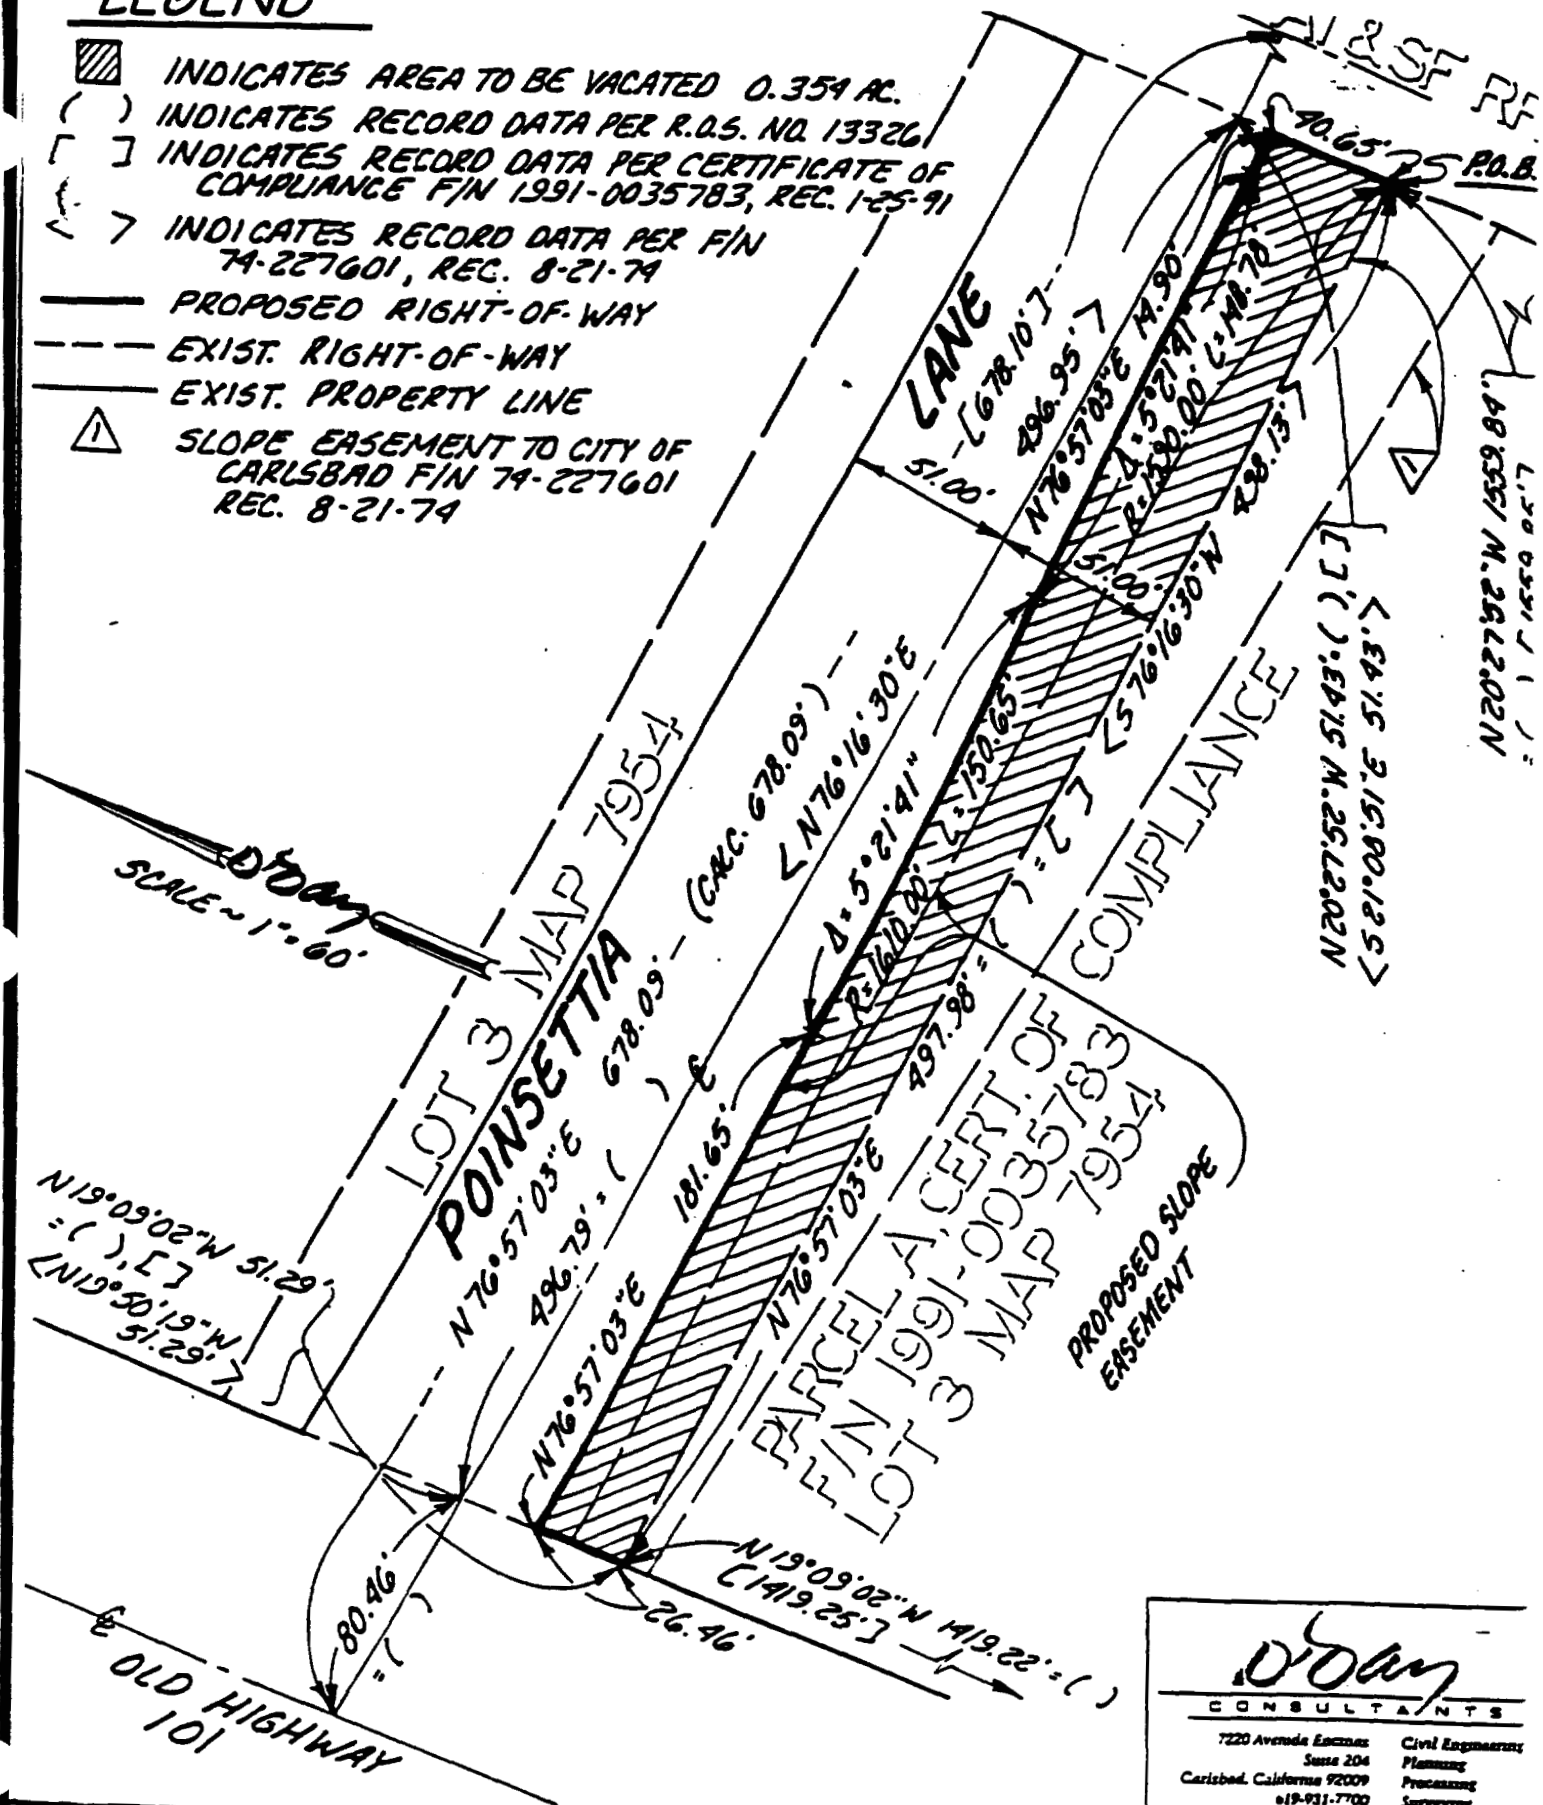 LEGEND
INDICATES AREA TO BE VACATED 0.354 AC.
( ) INDICATES RECORD DATA PER R.O.S. NO. 13326
[ ] INDICATES RECORD DATA PER CERTIFICATE OF
COMPLIANCE F/N 1991-0035783, REC. 1-25-91
< > INDICATES RECORD DATA PER F/N
74-227601, REC. 8-21-74
PROPOSED RIGHT-OF-WAY
EXIST. RIGHT-OF-WAY
EXIST. PROPERTY LINE
1 SLOPE EASEMENT TO CITY OF
CARLSBAD F/N 74-227601
REC. 8-21-74
40.65'
P.O.B.
LANE
[678.10']
496.95'>
N76°57'03"E 14.90'
Δ=5°21'41"
R=1590.00' L=148.78'
51.00'
51.00'
<S76°16'30"W 498.13'>
1
N20°27'52"W 1559.84'
N20°27'52"W 51.43' ( ) [ ]
<S21°08'51"E 51.43'>
SCALE ~ 1"=60'
O'Day
LOT 3 MAP 7954
POINSETTIA
N76°57'03"E 678.09' (CALC. 678.09')
<N76°16'30"E
496.79' = ( )
℄
Δ=5°21'41"
R=1610.00' L=150.65'
181.65'
N76°57'03"E
N76°57'03"E 497.98' = ( ) = [ ]
PARCEL A, CERT. OF COMPLIANCE
F/N 1991-0035783
LOT 3 MAP 7954
PROPOSED SLOPE
EASEMENT
N19°09'02"W 51.29'
[ ] ( ) =
<N19°50'19"W
51.29'>
80.46'
= ( )
26.46'
N19°09'02"W 1419.22' = ( )
[1419.25']
℄ OLD HIGHWAY
101
O'Day
CONSULTANTS
7220 Avenida Encinas
Suite 204
Carlsbad, California 92009
619-931-7700
Civil Engineering
Planning
Processing
Surveying